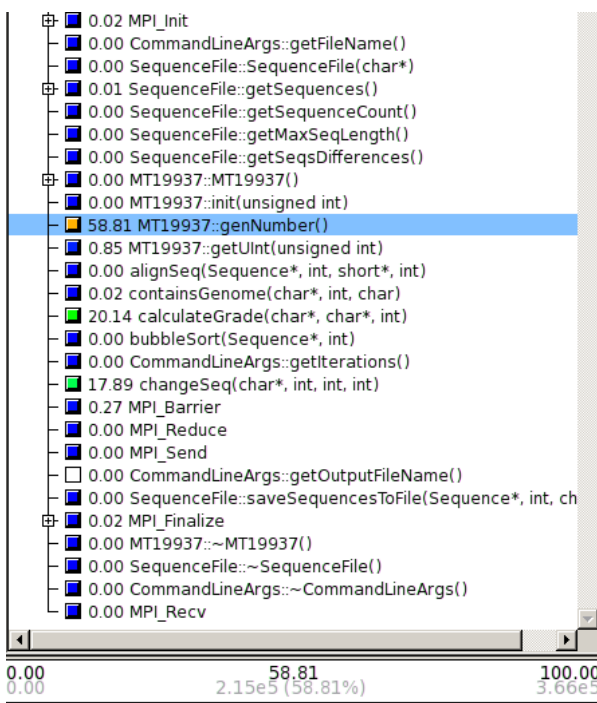 0.02 MPI_Init
0.00 CommandLineArgs::getFileName()
0.00 SequenceFile::SequenceFile(char*)
0.01 SequenceFile::getSequences()
0.00 SequenceFile::getSequenceCount()
0.00 SequenceFile::getMaxSeqLength()
0.00 SequenceFile::getSeqsDifferences()
0.00 MT19937::MT19937()
0.00 MT19937::init(unsigned int)
58.81 MT19937::genNumber()
0.85 MT19937::getUInt(unsigned int)
0.00 alignSeq(Sequence*, int, short*, int)
0.02 containsGenome(char*, int, char)
20.14 calculateGrade(char*, char*, int)
0.00 bubbleSort(Sequence*, int)
0.00 CommandLineArgs::getIterations()
17.89 changeSeq(char*, int, int, int)
0.27 MPI_Barrier
0.00 MPI_Reduce
0.00 MPI_Send
0.00 CommandLineArgs::getOutputFileName()
0.00 SequenceFile::saveSequencesToFile(Sequence*, int, ch
0.02 MPI_Finalize
0.00 MT19937::~MT19937()
0.00 SequenceFile::~SequenceFile()
0.00 CommandLineArgs::~CommandLineArgs()
0.00 MPI_Recv
0.00 58.81 100.00
0.00 2.15e5 (58.81%) 3.66e5